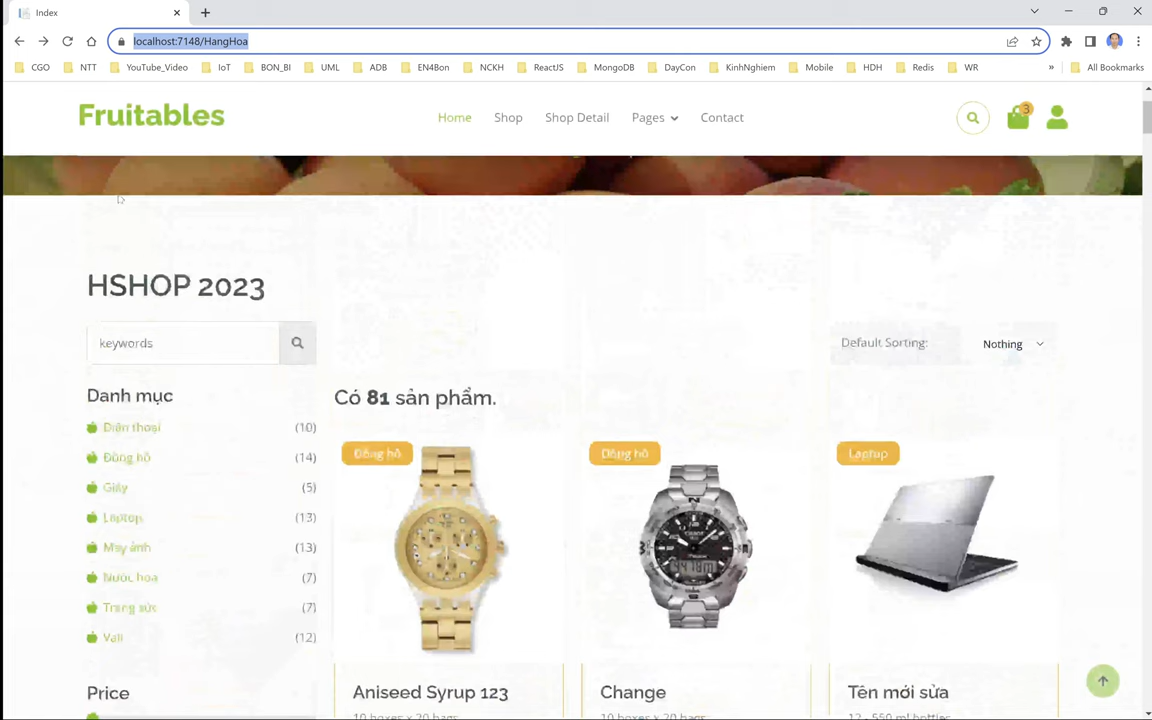 Index
localhost:7148/HangHoa
CGO NTT YouTube_Video IoT BON_BI UML ADB EN4Bon NCKH ReactJS MongoDB DayCon KinhNghiem Mobile HDH Redis WR » All Bookmarks
Fruitables
Home Shop Shop Detail Pages Contact
3
HSHOP 2023
keywords
Default Sorting: Nothing
Danh mục
Có 81 sản phẩm.
Điện thoại (10)
Đồng hồ (14)
Giày (5)
Laptop (13)
Máy ảnh (13)
Nước hoa (7)
Trang sức (7)
Vali (12)
Price
Đồng hồ
Đồng hồ
Laptop
Aniseed Syrup 123
Change
Tên mới sửa
10 boxes x 20 bags
10 boxes x 20 bags
12 - 550 ml bottles